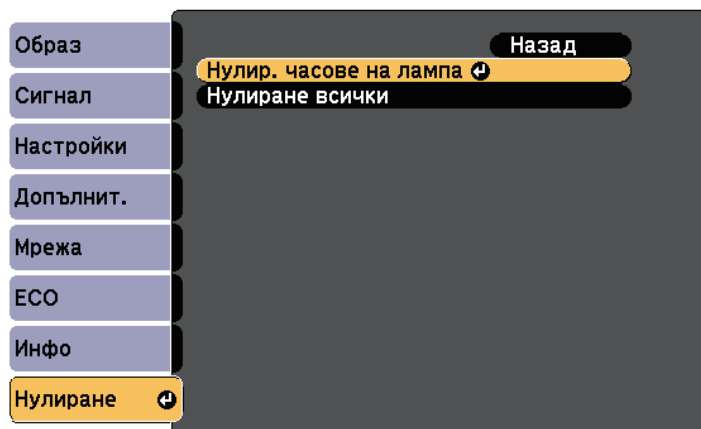 Образ
Сигнал
Настройки
Допълнит.
Мрежа
ECO
Инфо
Нулиране
Назад
Нулир. часове на лампа
Нулиране всички